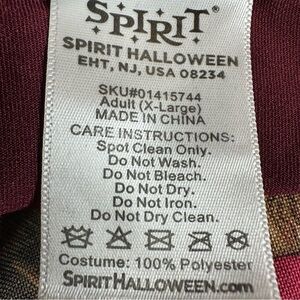 SPIRIT®
SPIRIT HALLOWEEN
EHT, NJ, USA 08234
SKU#01415744
Adult (X-Large)
MADE IN CHINA
CARE INSTRUCTIONS:
Spot Clean Only.
Do Not Wash.
Do Not Bleach.
Do Not Dry.
Do Not Iron.
Do Not Dry Clean.
Costume: 100% Polyester
SPIRITHALLOWEEN.com